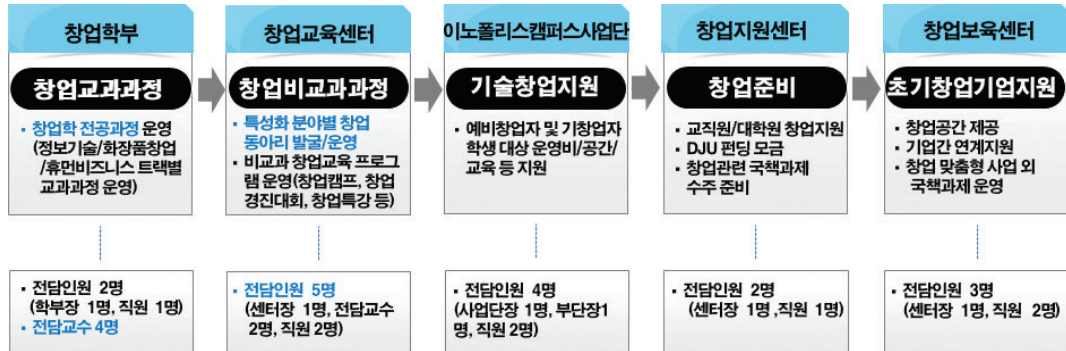 창업학부
창업교과과정
▪ 창업학 전공과정 운영
(정보기술/화장품창업
/휴먼비즈니스 트랙별
교과과정 운영)
▪ 전담인원 2명
(학부장 1명, 직원 1명)
▪ 전담교수 4명
창업교육센터
창업비교과과정
▪ 특성화 분야별 창업
동아리 발굴/운영
▪ 비교과 창업교육 프로그
램 운영(창업캠프, 창업
경진대회, 창업특강 등)
▪ 전담인원 5명
(센터장 1명, 전담교수
2명, 직원 2명)
이노폴리스캠퍼스사업단
기술창업지원
▪ 예비창업자 및 기창업자
학생 대상 운영비/공간/
교육 등 지원
▪ 전담인원 4명
(사업단장 1명, 부단장1
명, 직원 2명)
창업지원센터
창업준비
▪ 교직원/대학원 창업지원
▪ DJU 펀딩 모금
▪ 창업관련 국책과제
수주 준비
▪ 전담인원 2명
(센터장 1명 ,직원 1명)
창업보육센터
초기창업기업지원
▪ 창업공간 제공
▪ 기업간 연계지원
▪ 창업 맞춤형 사업 외
국책과제 운영
▪ 전담인원 3명
(센터장 1명, 직원 2명)